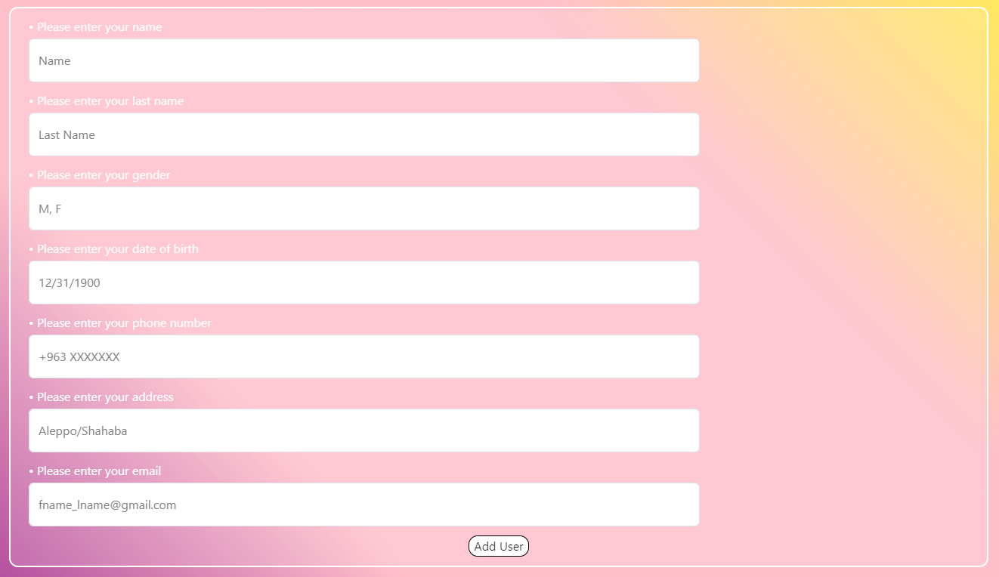 • Please enter your name
Name
• Please enter your last name
Last Name
• Please enter your gender
M, F
• Please enter your date of birth
12/31/1900
• Please enter your phone number
+963 XXXXXXX
• Please enter your address
Aleppo/Shahaba
• Please enter your email
fname_lname@gmail.com
Add User